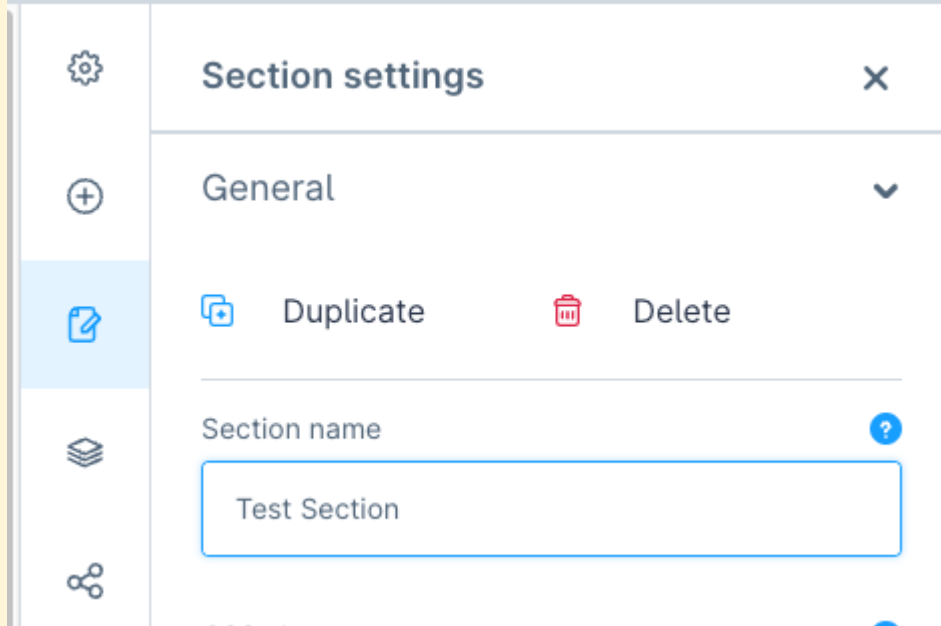 Section settings
General
Duplicate Delete
Section name
?
Test Section